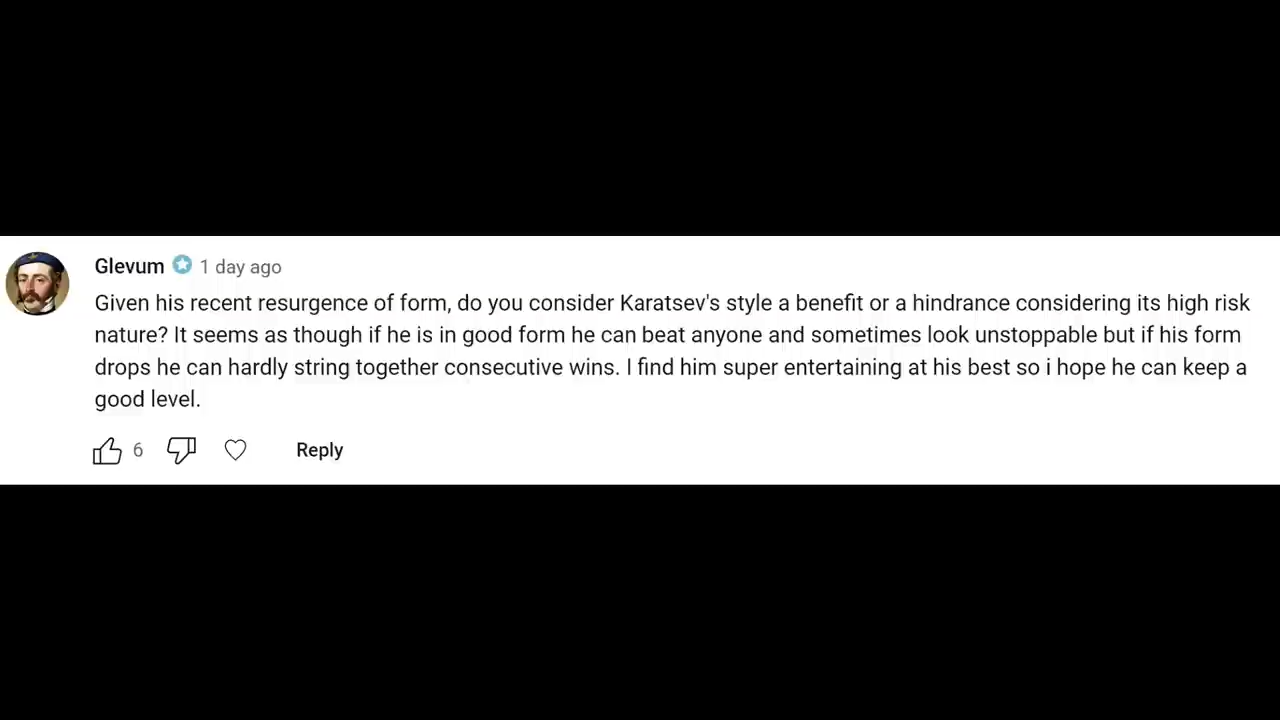 Glevum 1 day ago
Given his recent resurgence of form, do you consider Karatsev's style a benefit or a hindrance considering its high risk
nature? It seems as though if he is in good form he can beat anyone and sometimes look unstoppable but if his form
drops he can hardly string together consecutive wins. I find him super entertaining at his best so i hope he can keep a
good level.
6 Reply